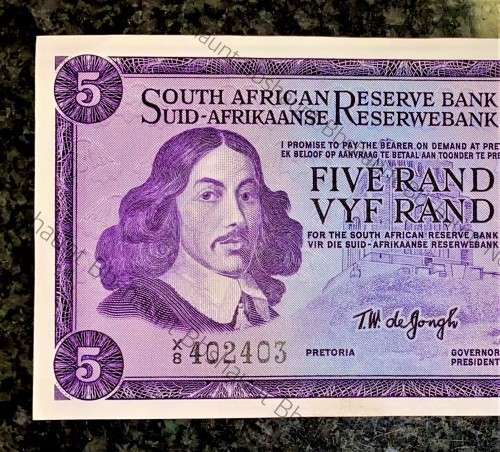 5
SOUTH AFRICAN RESERVE BANK
SUID-AFRIKAANSE RESERWEBANK
I PROMISE TO PAY THE BEARER ON DEMAND AT PRET
EK BELOOF OP AANVRAAG TE BETAAL AAN TOONDER TE PRE
FIVE RAND
VYF RAND
FOR THE SOUTH AFRICAN RESERVE BANK
VIR DIE SUID-AFRIKAANSE RESERWEBANK
T.W. de Jongh
X/8 402403
PRETORIA
GOVERNOR
PRESIDENT
5